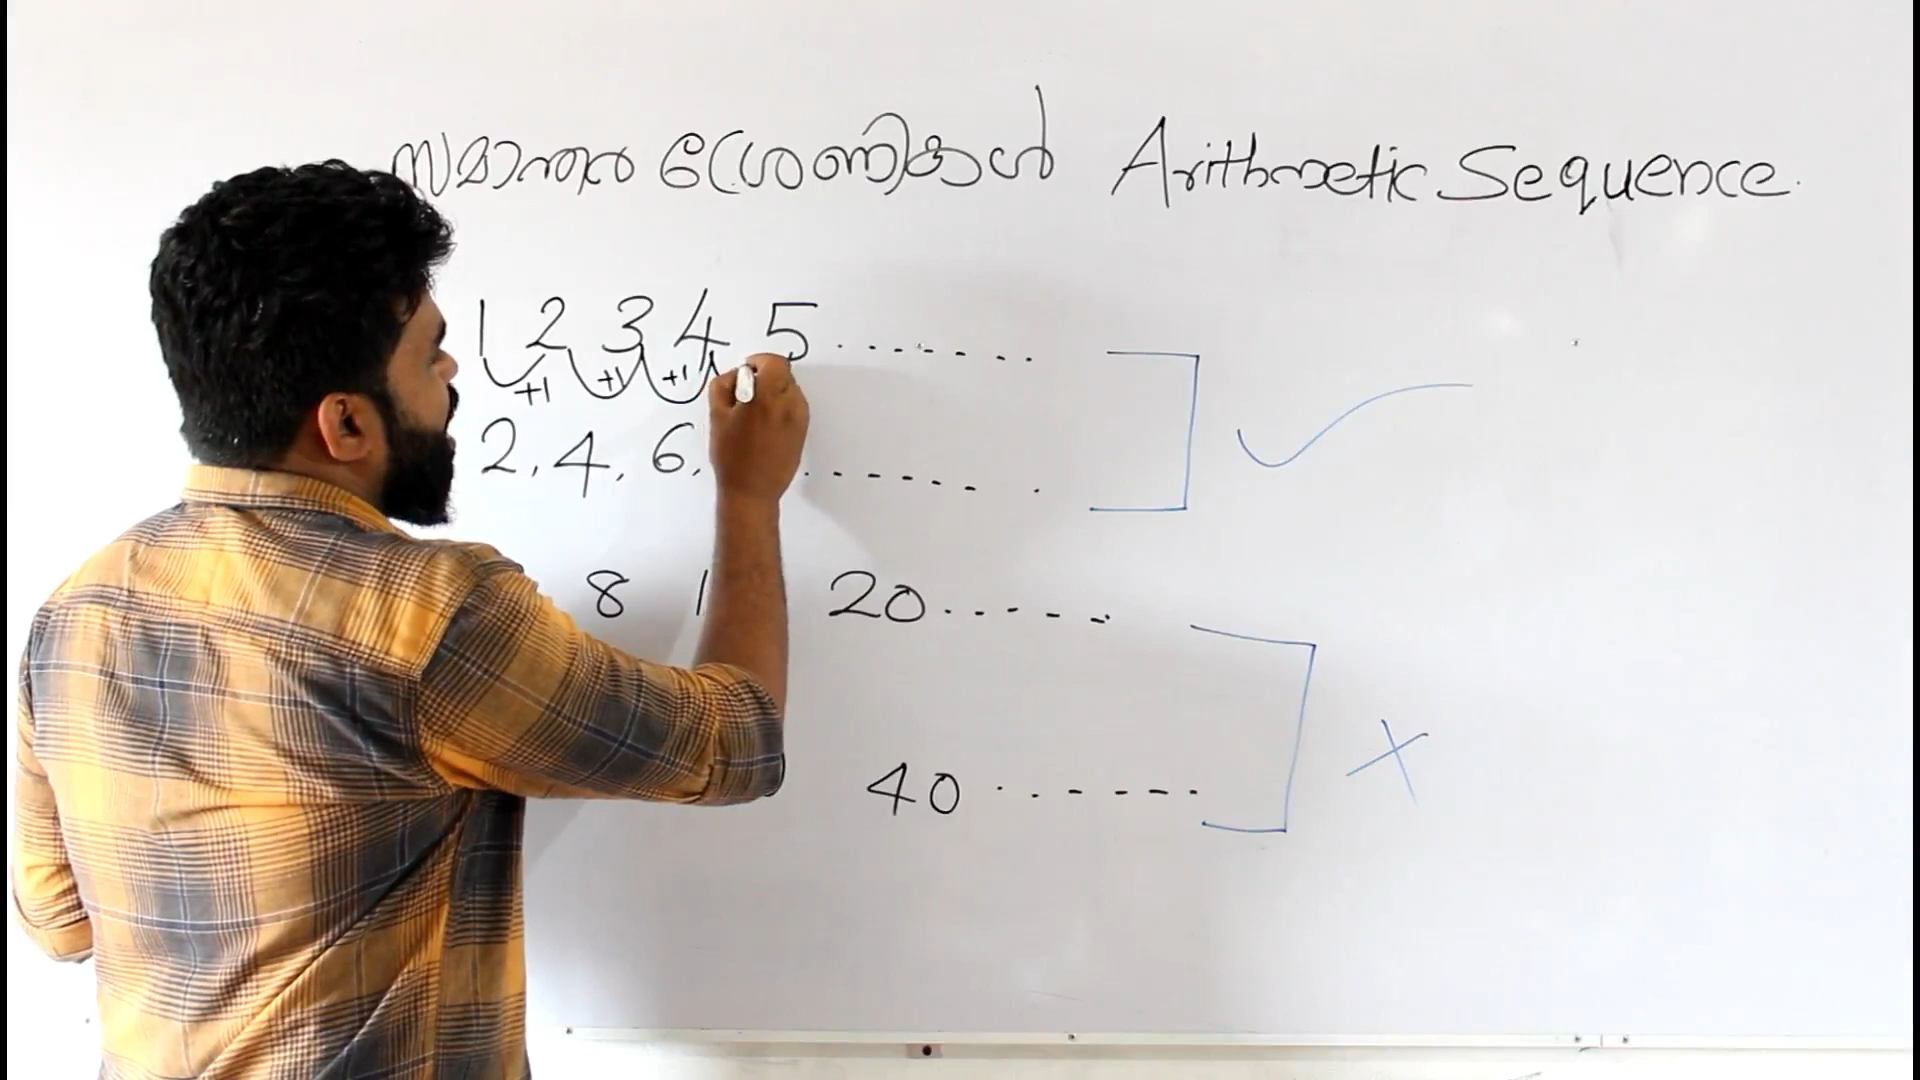 സമാന്തര ശ്രേണികൾ Arithmetic Sequence.
1 2 3 4 5 ........
+1 +1 +1
2, 4, 6, .......
8 1 20 ......
40 .......